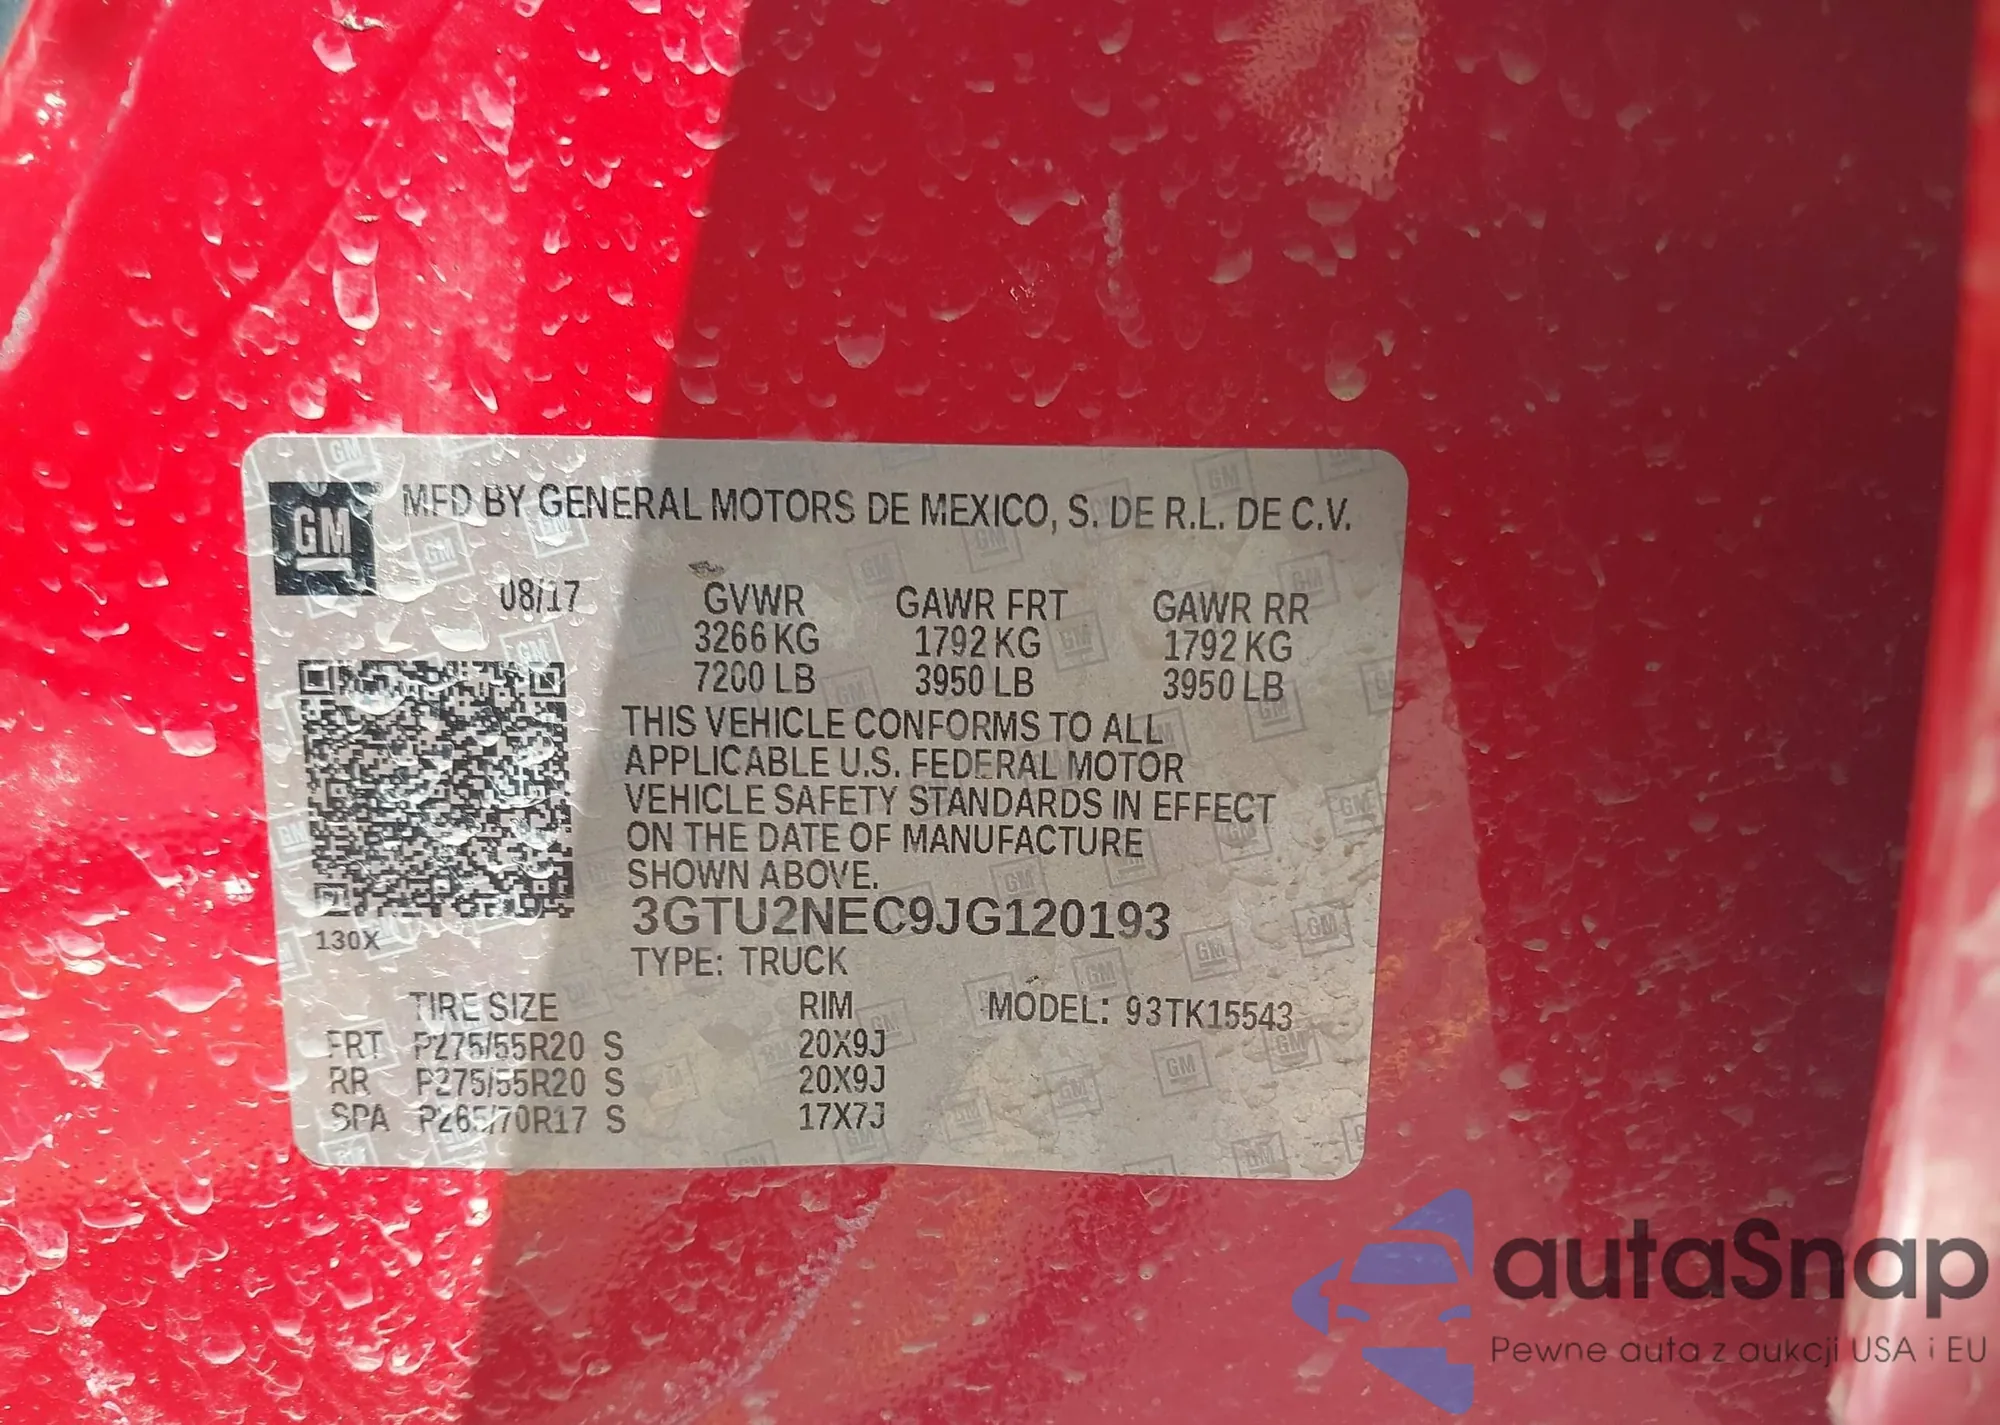 GM MFD BY GENERAL MOTORS DE MEXICO, S. DE R.L. DE C.V.
08/17 GVWR GAWR FRT GAWR RR
3266 KG 1792 KG 1792 KG
7200 LB 3950 LB 3950 LB
THIS VEHICLE CONFORMS TO ALL
APPLICABLE U.S. FEDERAL MOTOR
VEHICLE SAFETY STANDARDS IN EFFECT
ON THE DATE OF MANUFACTURE
SHOWN ABOVE.
3GTU2NEC9JG120193
130X
TYPE: TRUCK
TIRE SIZE RIM MODEL: 93TK15543
FRT P275/55R20 S 20X9J
RR P275/55R20 S 20X9J
SPA P265/70R17 S 17X7J
autaSnap
Pewne auta z aukcji USA i EU